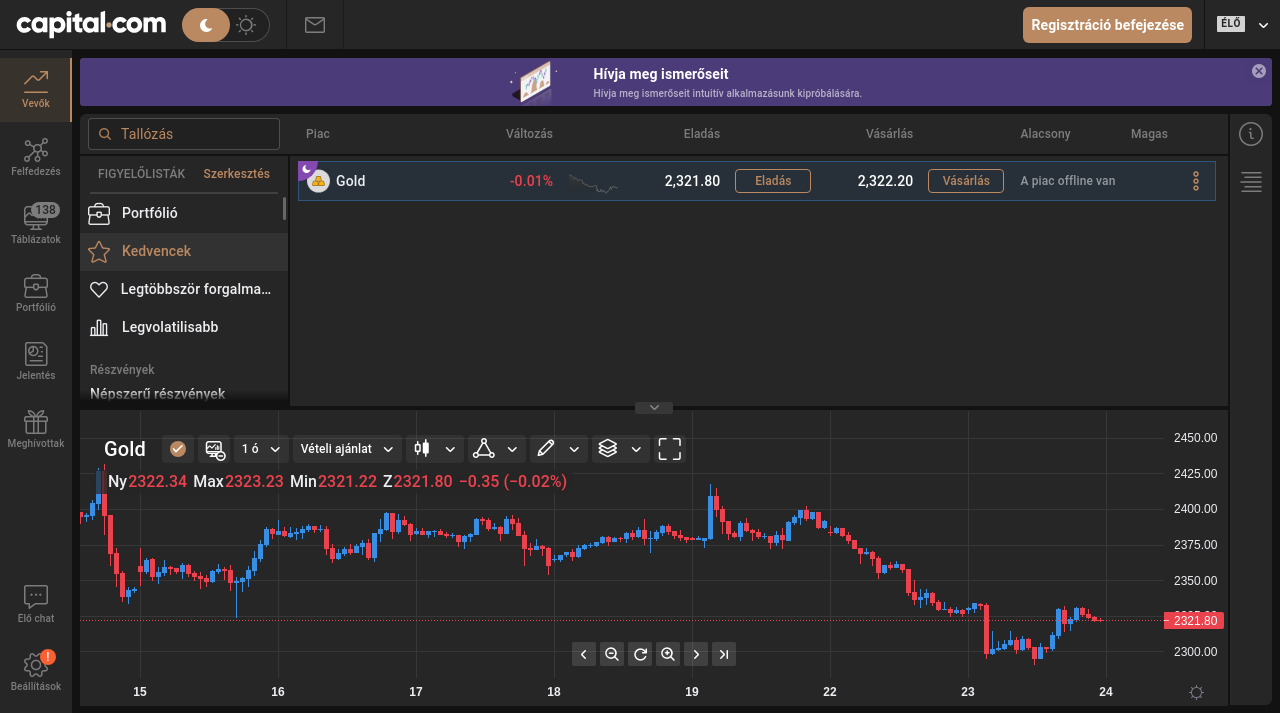 capital.com
Regisztráció befejezése
ÉLŐ
Vevők
Felfedezés
138
Táblázatok
Portfólió
Jelentés
Meghívottak
Élő chat
!
Beállítások
Hívja meg ismerőseit
Hívja meg ismerőseit intuitív alkalmazásunk kipróbálására.
Tallózás
Piac Változás Eladás Vásárlás Alacsony Magas
FIGYELŐLISTÁK Szerkesztés
Portfólió
Kedvencek
Legtöbbször forgalma...
Legvolatilisabb
Részvények
Népszerű részvények
Gold -0.01% 2,321.80 Eladás 2,322.20 Vásárlás A piac offline van
Gold 1 ó Vételi ajánlat
Ny2322.34 Max2323.23 Min2321.22 Z2321.80 −0.35 (−0.02%)
2450.00
2425.00
2400.00
2375.00
2350.00
2321.80
2300.00
15 16 17 18 19 22 23 24